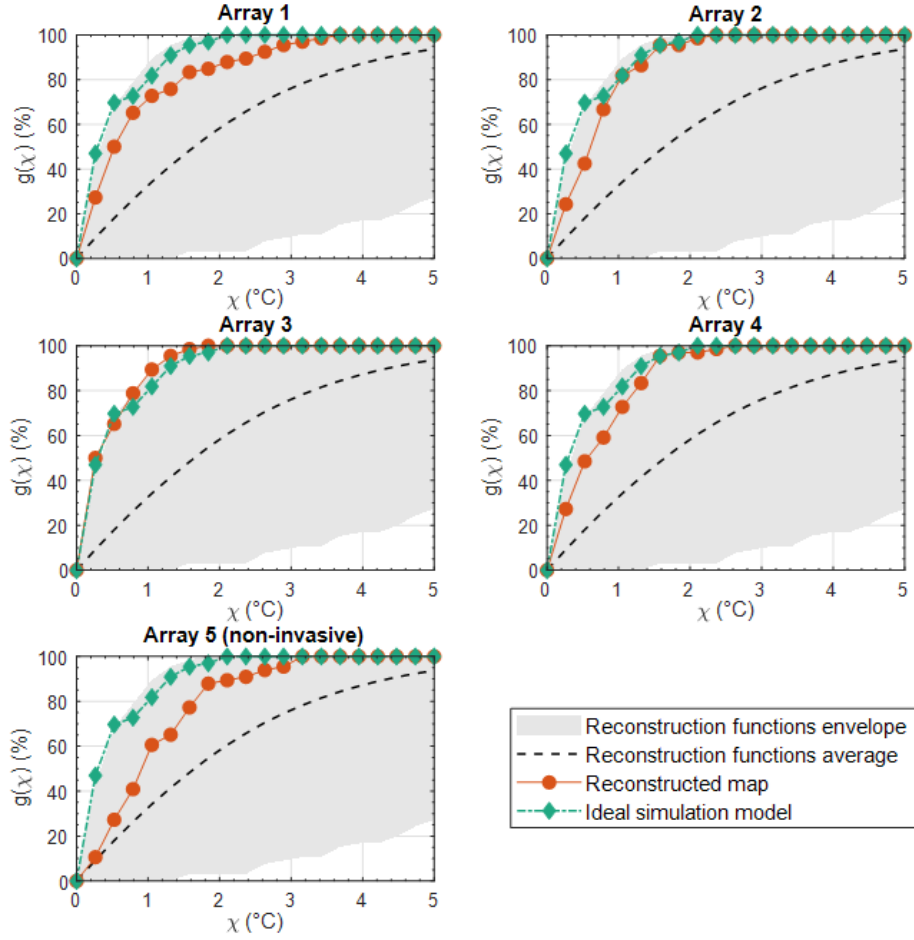 Array 1
100
80
60
40
20
0
g(χ) (%)
0 1 2 3 4 5
χ (°C)
Array 2
100
80
60
40
20
0
g(χ) (%)
0 1 2 3 4 5
χ (°C)
Array 3
100
80
60
40
20
0
g(χ) (%)
0 1 2 3 4 5
χ (°C)
Array 4
100
80
60
40
20
0
g(χ) (%)
0 1 2 3 4 5
χ (°C)
Array 5 (non-invasive)
100
80
60
40
20
0
g(χ) (%)
0 1 2 3 4 5
χ (°C)
Reconstruction functions envelope
Reconstruction functions average
Reconstructed map
Ideal simulation model